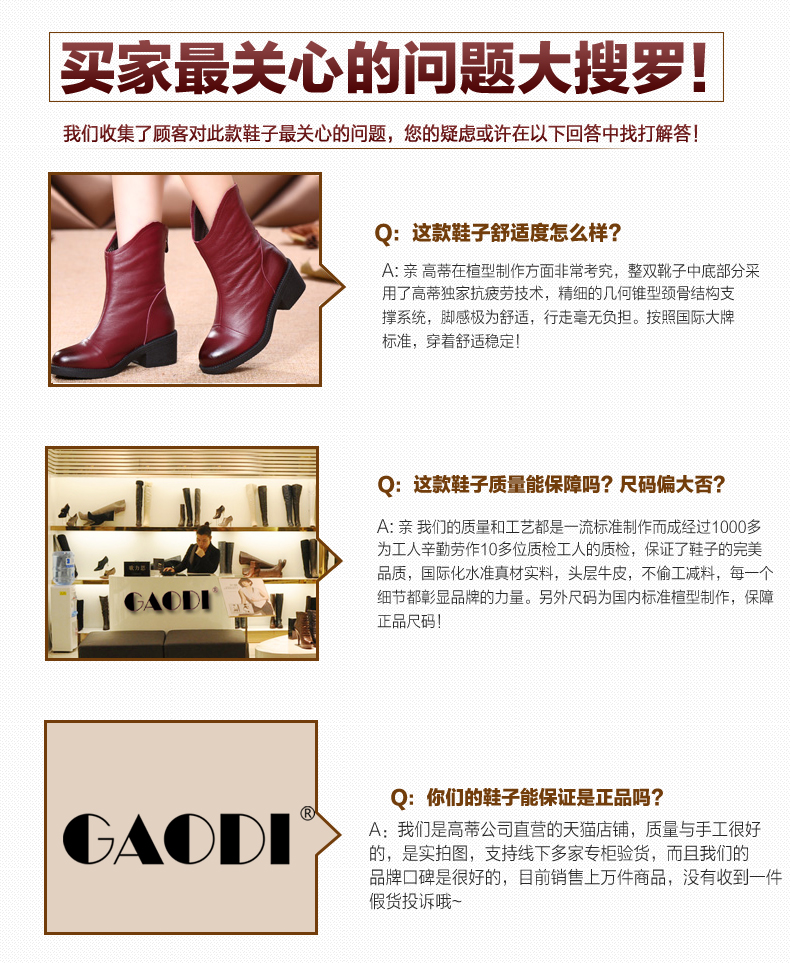 买家最关心的问题大搜罗!
我们收集了顾客对此款鞋子最关心的问题，您的疑虑或许在以下回答中找打解答!
Q：这款鞋子舒适度怎么样?
A: 亲 高蒂在楦型制作方面非常考究，整双靴子中底部分采
用了高蒂独家抗疲劳技术，精细的几何锥型颈骨结构支
撑系统，脚感极为舒适，行走毫无负担。按照国际大牌
标准，穿着舒适稳定!
Q：这款鞋子质量能保障吗？尺码偏大否?
A: 亲 我们的质量和工艺都是一流标准制作而成经过1000多
为工人辛勤劳作10多位质检工人的质检，保证了鞋子的完美
品质，国际化水准真材实料，头层牛皮，不偷工减料，每一个
细节都彰显品牌的力量。另外尺码为国内标准楦型制作，保障
正品尺码!
GAODI
Q：你们的鞋子能保证是正品吗?
A：我们是高蒂公司直营的天猫店铺，质量与手工很好
的，是实拍图，支持线下多家专柜验货，而且我们的
品牌口碑是很好的，目前销售上万件商品，没有收到一件
假货投诉哦~
GAODI®